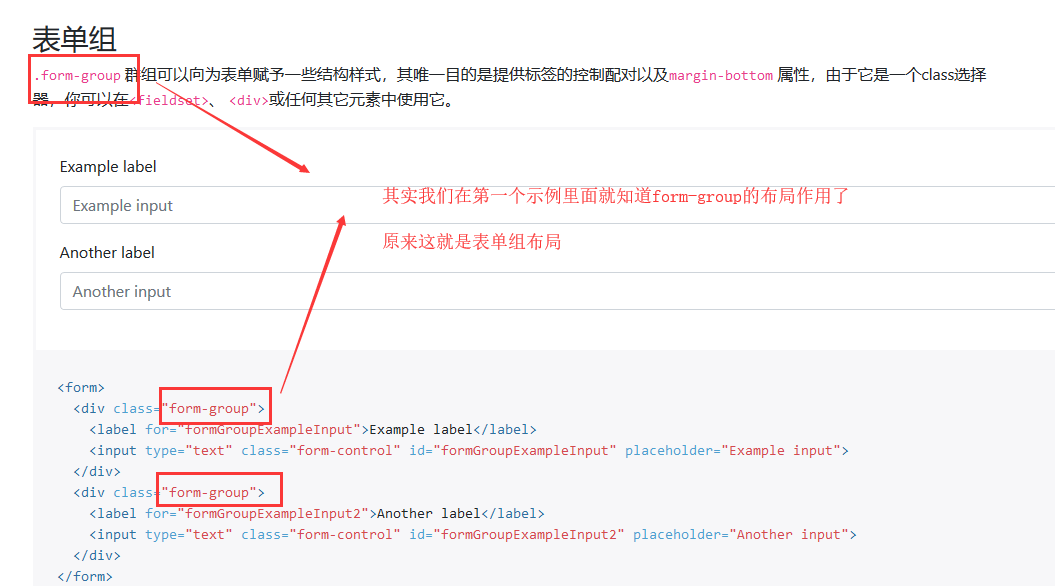 表单组
.form-group 群组可以向为表单赋予一些结构样式，其唯一目的是提供标签的控制配对以及margin-bottom 属性，由于它是一个class选择
器，你可以在<fieldset>、 <div>或任何其它元素中使用它。
Example label
其实我们在第一个示例里面就知道form-group的布局作用了
Example input
原来这就是表单组布局
Another label
Another input
<form>
<div class="form-group">
<label for="formGroupExampleInput">Example label</label>
<input type="text" class="form-control" id="formGroupExampleInput" placeholder="Example input">
</div>
<div class="form-group">
<label for="formGroupExampleInput2">Another label</label>
<input type="text" class="form-control" id="formGroupExampleInput2" placeholder="Another input">
</div>
</form>